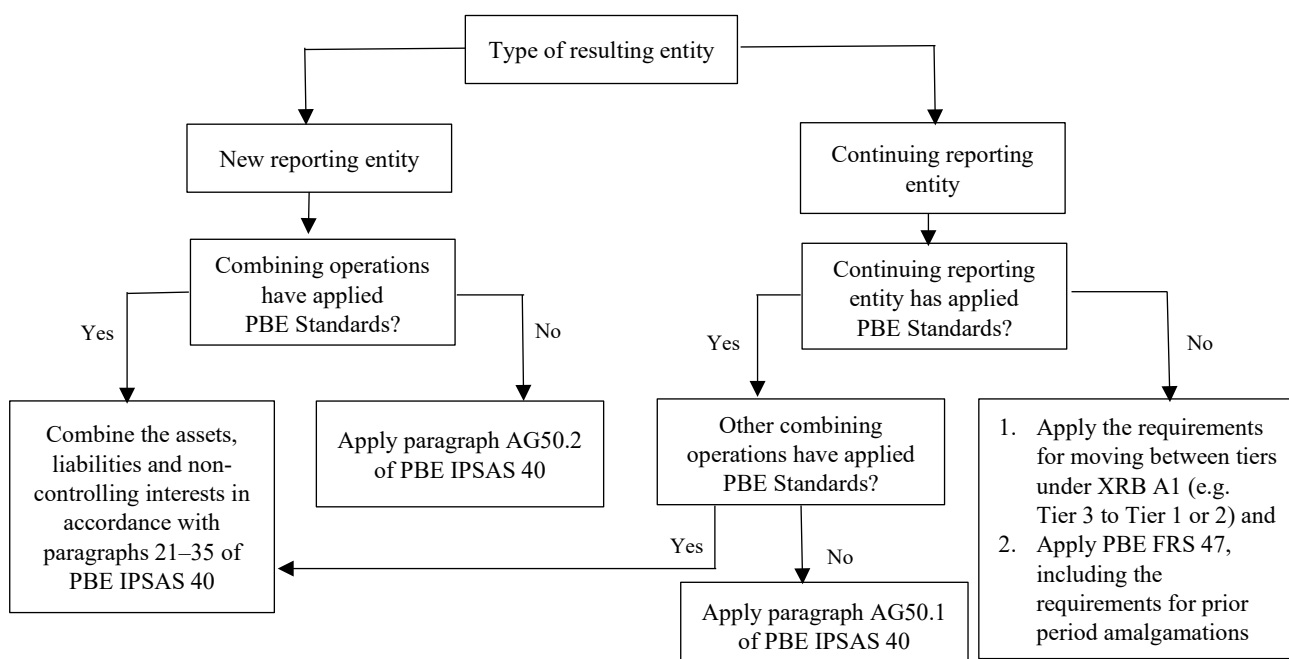 Type of resulting entity
New reporting entity
Continuing reporting
entity
Combining operations
have applied
PBE Standards?
Continuing reporting
entity has applied
PBE Standards?
Yes
No
Yes
No
Combine the assets,
liabilities and non-
controlling interests in
accordance with
paragraphs 21–35 of
PBE IPSAS 40
Apply paragraph AG50.2
of PBE IPSAS 40
Other combining
operations have applied
PBE Standards?
1. Apply the requirements
for moving between tiers
under XRB A1 (e.g.
Tier 3 to Tier 1 or 2) and
2. Apply PBE FRS 47,
including the
requirements for prior
period amalgamations
Yes
No
Apply paragraph AG50.1
of PBE IPSAS 40